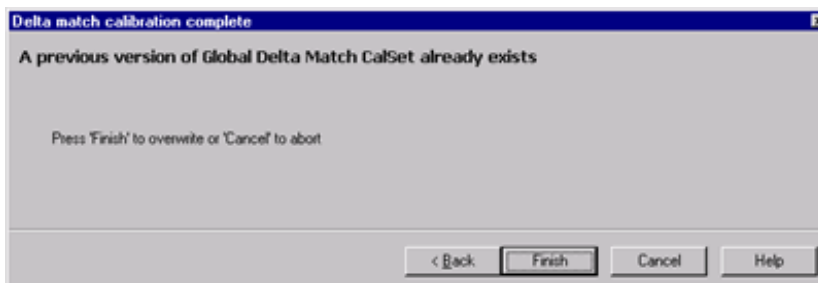 Delta match calibration complete
A previous version of Global Delta Match CalSet already exists
Press 'Finish' to overwrite or 'Cancel' to abort
< Back Finish Cancel Help